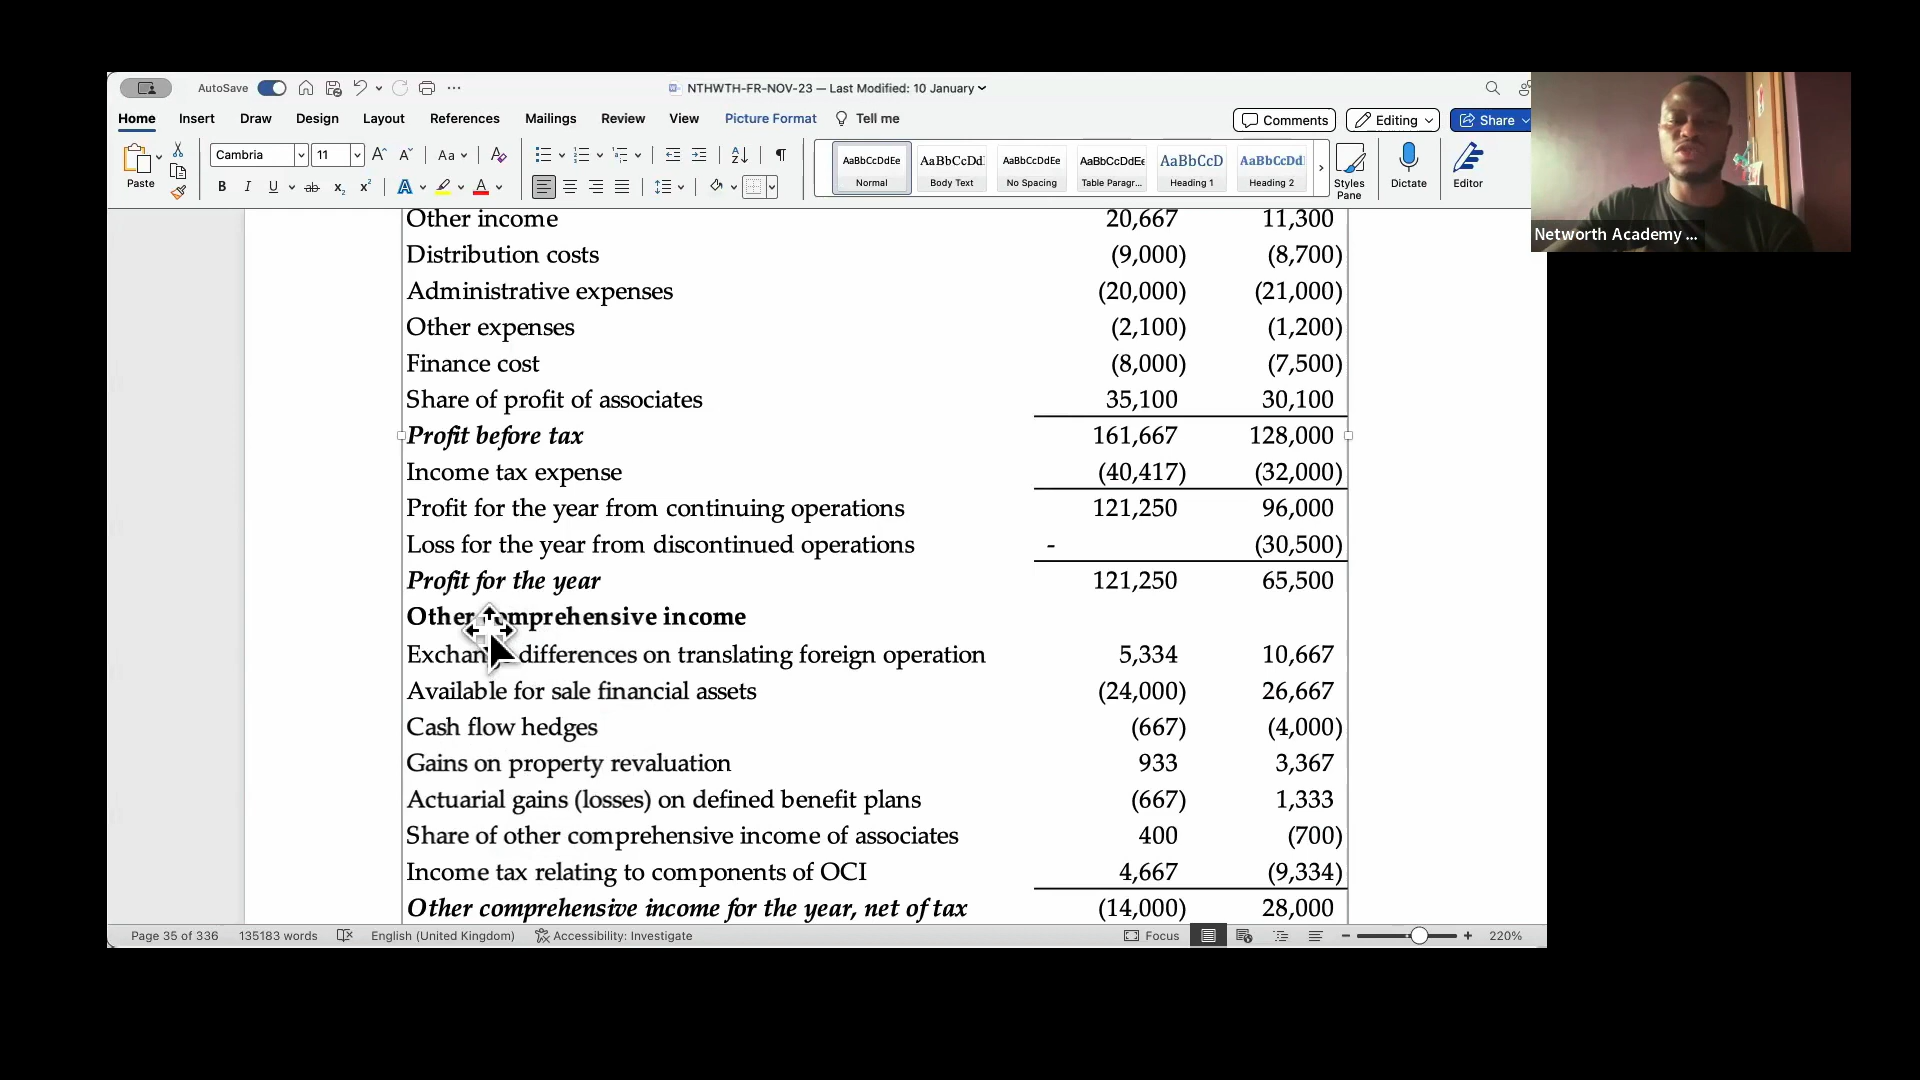 AutoSave
NTHWTH-FR-NOV-23 — Last Modified: 10 January
Home Insert Draw Design Layout References Mailings Review View Picture Format Tell me
Comments Editing Share
Paste
Cambria 11
AaBbCcDdEe AaBbCcDd AaBbCcDdEe AaBbCcDdEe AaBbCcD AaBbCcDd
Normal Body Text No Spacing Table Paragr... Heading 1 Heading 2
Styles Pane Dictate Editor
Networth Academy ...
Other income 20,667 11,300
Distribution costs (9,000) (8,700)
Administrative expenses (20,000) (21,000)
Other expenses (2,100) (1,200)
Finance cost (8,000) (7,500)
Share of profit of associates 35,100 30,100
Profit before tax 161,667 128,000
Income tax expense (40,417) (32,000)
Profit for the year from continuing operations 121,250 96,000
Loss for the year from discontinued operations - (30,500)
Profit for the year 121,250 65,500
Other comprehensive income
Exchange differences on translating foreign operation 5,334 10,667
Available for sale financial assets (24,000) 26,667
Cash flow hedges (667) (4,000)
Gains on property revaluation 933 3,367
Actuarial gains (losses) on defined benefit plans (667) 1,333
Share of other comprehensive income of associates 400 (700)
Income tax relating to components of OCI 4,667 (9,334)
Other comprehensive income for the year, net of tax (14,000) 28,000
Page 35 of 336 135183 words English (United Kingdom) Accessibility: Investigate Focus 220%